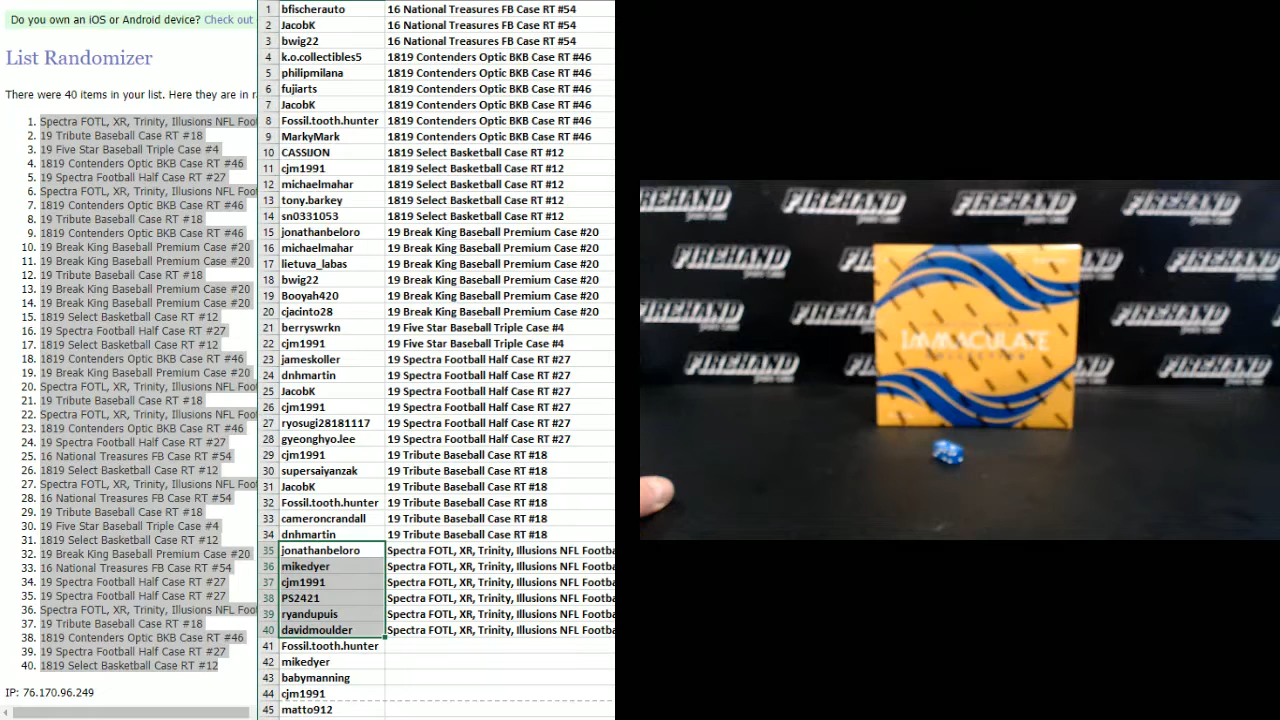 Do you own an iOS or Android device? Check out
List Randomizer
There were 40 items in your list. Here they are in r
1. Spectra FOTL, XR, Trinity, Illusions NFL Foo
2. 19 Tribute Baseball Case RT #18
3. 19 Five Star Baseball Triple Case #4
4. 1819 Contenders Optic BKB Case RT #46
5. 19 Spectra Football Half Case RT #27
6. Spectra FOTL, XR, Trinity, Illusions NFL Foo
7. 1819 Contenders Optic BKB Case RT #46
8. 19 Tribute Baseball Case RT #18
9. 1819 Contenders Optic BKB Case RT #46
10. 19 Break King Baseball Premium Case #20
11. 19 Break King Baseball Premium Case #20
12. 19 Tribute Baseball Case RT #18
13. 19 Break King Baseball Premium Case #20
14. 19 Break King Baseball Premium Case #20
15. 1819 Select Basketball Case RT #12
16. 19 Spectra Football Half Case RT #27
17. 1819 Select Basketball Case RT #12
18. 1819 Contenders Optic BKB Case RT #46
19. 19 Break King Baseball Premium Case #20
20. Spectra FOTL, XR, Trinity, Illusions NFL Foo
21. 19 Tribute Baseball Case RT #18
22. Spectra FOTL, XR, Trinity, Illusions NFL Foo
23. 1819 Contenders Optic BKB Case RT #46
24. 19 Spectra Football Half Case RT #27
25. 16 National Treasures FB Case RT #54
26. 1819 Select Basketball Case RT #12
27. Spectra FOTL, XR, Trinity, Illusions NFL Foo
28. 16 National Treasures FB Case RT #54
29. 19 Tribute Baseball Case RT #18
30. 19 Five Star Baseball Triple Case #4
31. 1819 Select Basketball Case RT #12
32. 19 Break King Baseball Premium Case #20
33. 16 National Treasures FB Case RT #54
34. 19 Spectra Football Half Case RT #27
35. 19 Spectra Football Half Case RT #27
36. Spectra FOTL, XR, Trinity, Illusions NFL Foo
37. 19 Tribute Baseball Case RT #18
38. 1819 Contenders Optic BKB Case RT #46
39. 19 Spectra Football Half Case RT #27
40. 1819 Select Basketball Case RT #12
IP: 76.170.96.249
1 bfischerauto 16 National Treasures FB Case RT #54
2 JacobK 16 National Treasures FB Case RT #54
3 bwig22 16 National Treasures FB Case RT #54
4 k.o.collectibles5 1819 Contenders Optic BKB Case RT #46
5 philipmilana 1819 Contenders Optic BKB Case RT #46
6 fujiarts 1819 Contenders Optic BKB Case RT #46
7 JacobK 1819 Contenders Optic BKB Case RT #46
8 Fossil.tooth.hunter 1819 Contenders Optic BKB Case RT #46
9 MarkyMark 1819 Contenders Optic BKB Case RT #46
10 CASSIJON 1819 Select Basketball Case RT #12
11 cjm1991 1819 Select Basketball Case RT #12
12 michaelmahar 1819 Select Basketball Case RT #12
13 tony.barkey 1819 Select Basketball Case RT #12
14 sn0331053 1819 Select Basketball Case RT #12
15 jonathanbeloro 19 Break King Baseball Premium Case #20
16 michaelmahar 19 Break King Baseball Premium Case #20
17 lietuva_labas 19 Break King Baseball Premium Case #20
18 bwig22 19 Break King Baseball Premium Case #20
19 Booyah420 19 Break King Baseball Premium Case #20
20 cjacinto28 19 Break King Baseball Premium Case #20
21 berryswrkn 19 Five Star Baseball Triple Case #4
22 cjm1991 19 Five Star Baseball Triple Case #4
23 jameskoller 19 Spectra Football Half Case RT #27
24 dnhmartin 19 Spectra Football Half Case RT #27
25 JacobK 19 Spectra Football Half Case RT #27
26 cjm1991 19 Spectra Football Half Case RT #27
27 ryosugi28181117 19 Spectra Football Half Case RT #27
28 gyeonghyo.lee 19 Spectra Football Half Case RT #27
29 cjm1991 19 Tribute Baseball Case RT #18
30 supersaiyanzak 19 Tribute Baseball Case RT #18
31 JacobK 19 Tribute Baseball Case RT #18
32 Fossil.tooth.hunter 19 Tribute Baseball Case RT #18
33 cameroncrandall 19 Tribute Baseball Case RT #18
34 dnhmartin 19 Tribute Baseball Case RT #18
35 jonathanbeloro Spectra FOTL, XR, Trinity, Illusions NFL Footba
36 mikedyer Spectra FOTL, XR, Trinity, Illusions NFL Footba
37 cjm1991 Spectra FOTL, XR, Trinity, Illusions NFL Footba
38 PS2421 Spectra FOTL, XR, Trinity, Illusions NFL Footba
39 ryandupuis Spectra FOTL, XR, Trinity, Illusions NFL Footba
40 davidmoulder Spectra FOTL, XR, Trinity, Illusions NFL Footba
41 Fossil.tooth.hunter
42 mikedyer
43 babymanning
44 cjm1991
45 matto912
FIREHAND FIREHAND FIREHAND FIREHAND
FIREHAND FIREHAND FIREHAND
FIREHAND FIREHAND FIREHAND
IMMACULATE
COLLECTION